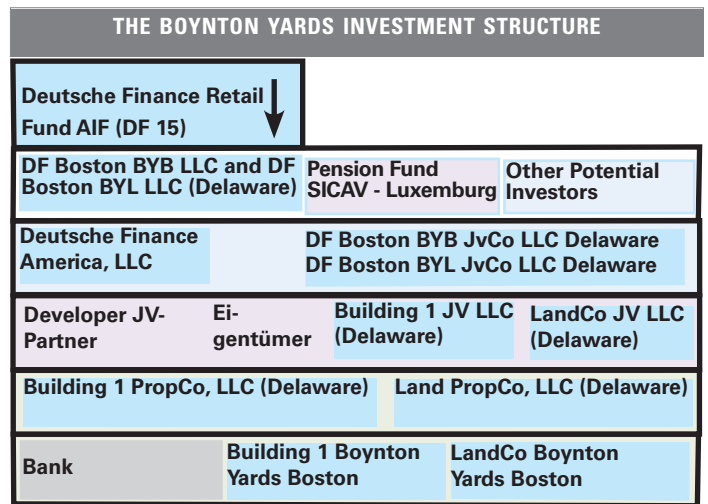 THE BOYNTON YARDS INVESTMENT STRUCTURE
Deutsche Finance Retail
Fund AIF (DF 15)
DF Boston BYB LLC and DF
Boston BYL LLC (Delaware)
Pension Fund
SICAV - Luxemburg
Other Potential
Investors
Deutsche Finance
America, LLC
DF Boston BYB JvCo LLC Delaware
DF Boston BYL JvCo LLC Delaware
Developer JV-
Partner
Ei-
gentümer
Building 1 JV LLC
(Delaware)
LandCo JV LLC
(Delaware)
Building 1 PropCo, LLC (Delaware)
Land PropCo, LLC (Delaware)
Bank
Building 1 Boynton
Yards Boston
LandCo Boynton
Yards Boston